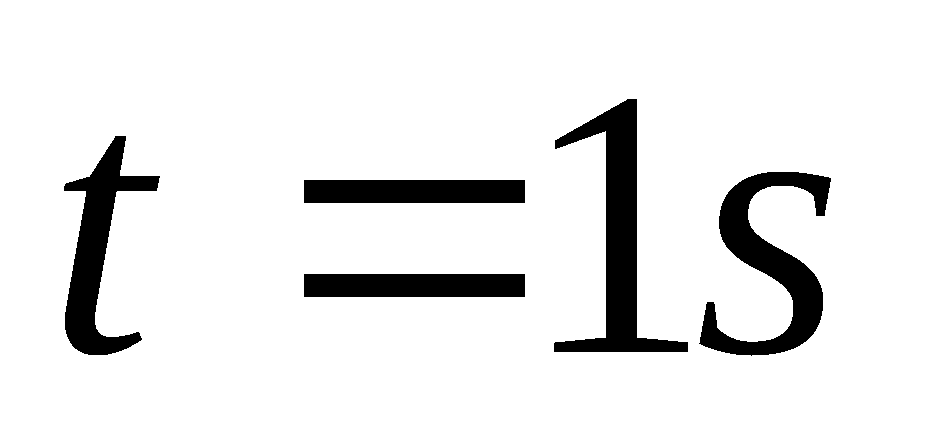 t = 1s